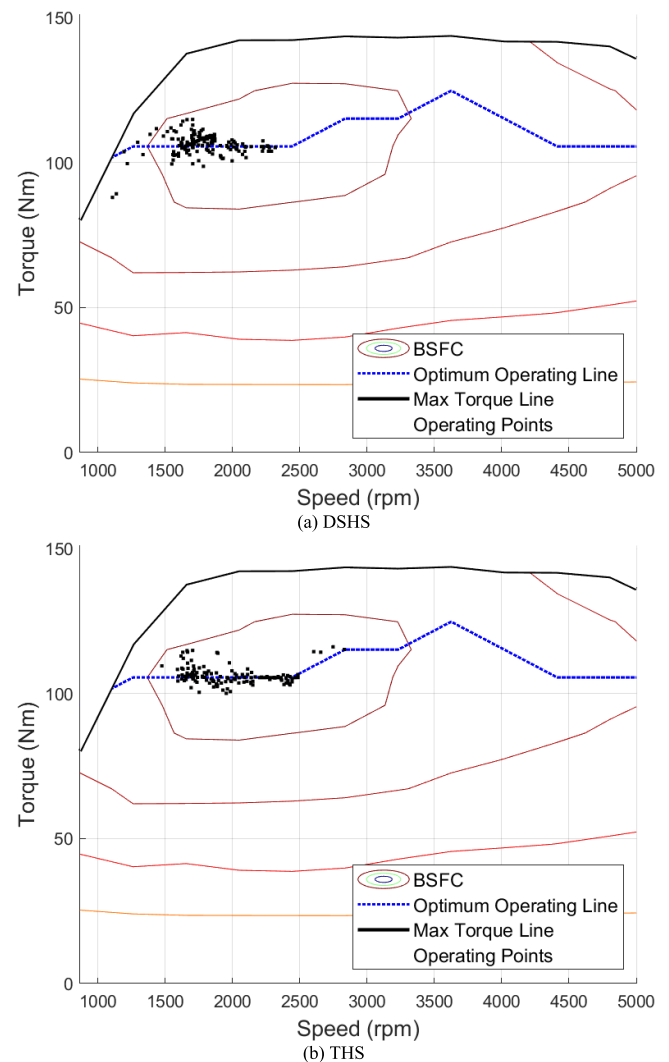 150
100
50
0
Torque (Nm)
BSFC
Optimum Operating Line
Max Torque Line
Operating Points
1000 1500 2000 2500 3000 3500 4000 4500 5000
Speed (rpm)
(a) DSHS
150
100
50
0
Torque (Nm)
BSFC
Optimum Operating Line
Max Torque Line
Operating Points
1000 1500 2000 2500 3000 3500 4000 4500 5000
Speed (rpm)
(b) THS